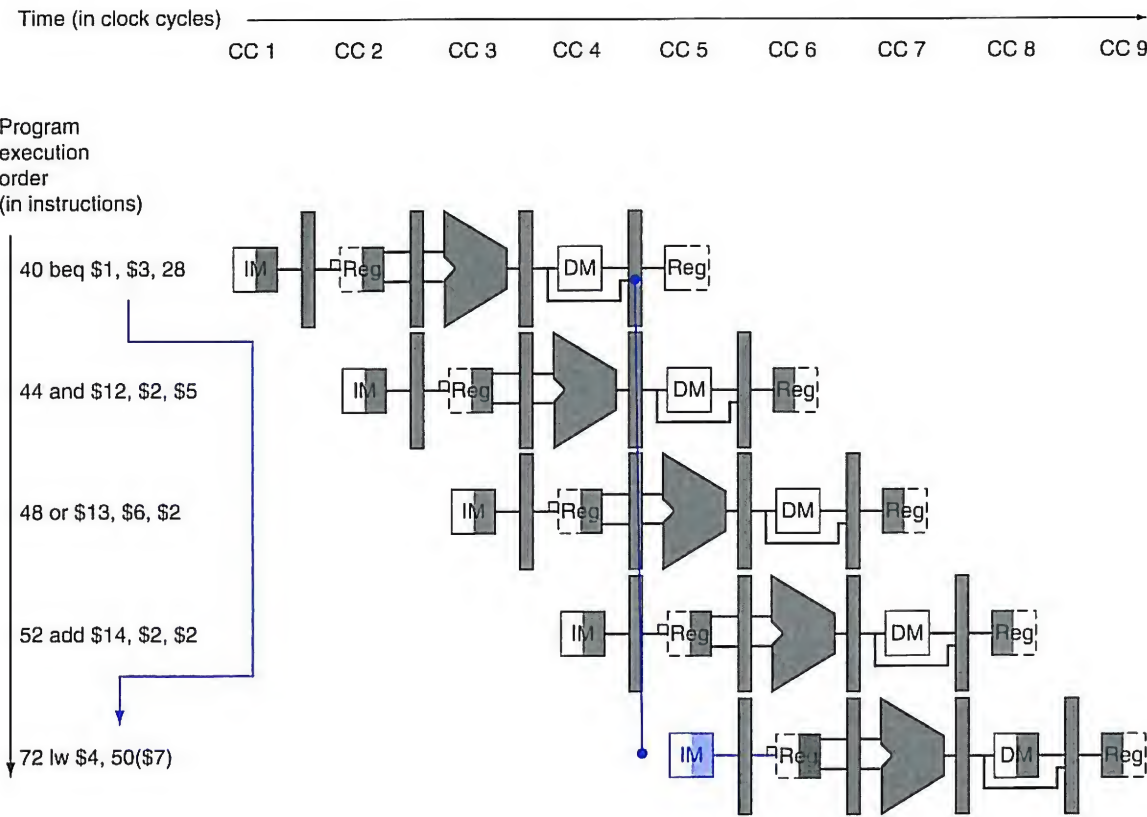 Time (in clock cycles)
CC 1 CC 2 CC 3 CC 4 CC 5 CC 6 CC 7 CC 8 CC 9
Program
execution
order
(in instructions)
40 beq $1, $3, 28
IM Reg DM Reg
44 and $12, $2, $5
IM Reg DM Reg
48 or $13, $6, $2
IM Reg DM Reg
52 add $14, $2, $2
IM Reg DM Reg
72 lw $4, 50($7)
IM Reg DM Reg